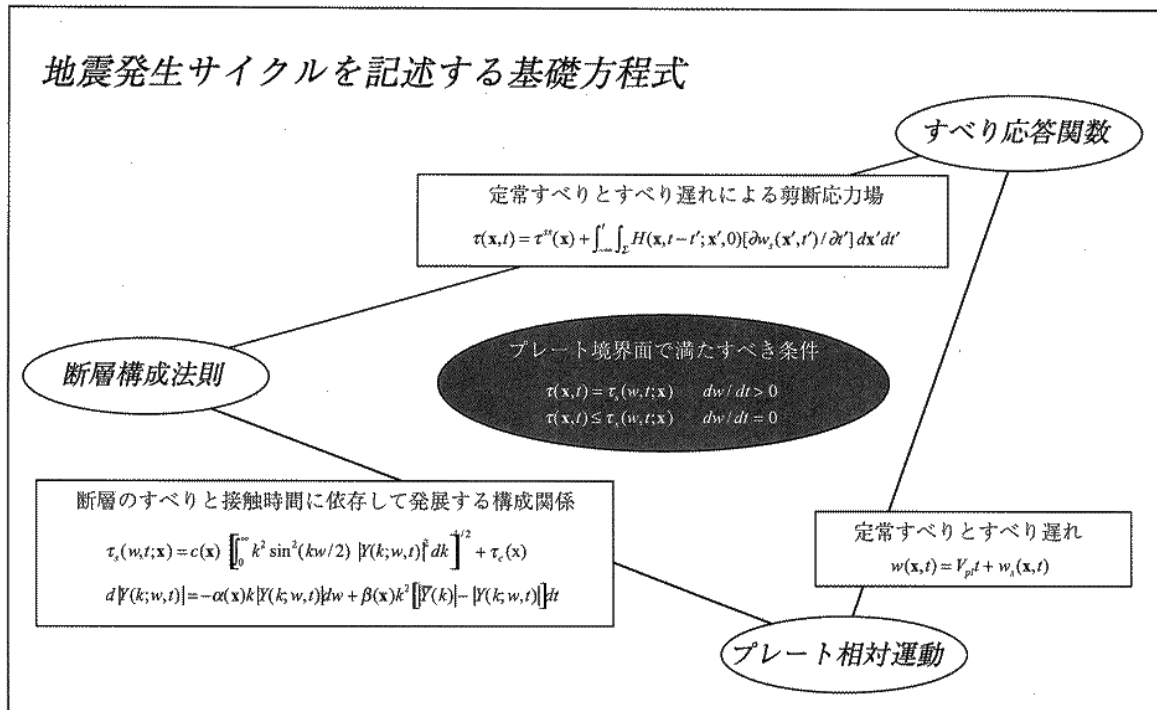 地震発生サイクルを記述する基礎方程式
すべり応答関数
定常すべりとすべり遅れによる剪断応力場
τ(x,t) = τ^{st}(x) + ∫_{-∞}^{t} ∫_Σ H(x,t−t′;x′,0)[∂w_s(x′,t′)/∂t′] dx′dt′
断層構成法則
プレート境界面で満たすべき条件
τ(x,t) = τ_s(w,t;x)　dw/dt > 0
τ(x,t) ≤ τ_s(w,t;x)　dw/dt = 0
断層のすべりと接触時間に依存して発展する構成関係
τ_s(w,t;x) = c(x) [∫_0^∞ k² sin²(kw/2) |Y(k;w,t)|² dk]^{1/2} + τ_c(x)
d|Y(k;w,t)| = −α(x)k|Y(k;w,t)|dw + β(x)k²[|Y̅(k)| − |Y(k;w,t)|]dt
定常すべりとすべり遅れ
w(x,t) = V_{pl}t + w_s(x,t)
プレート相対運動